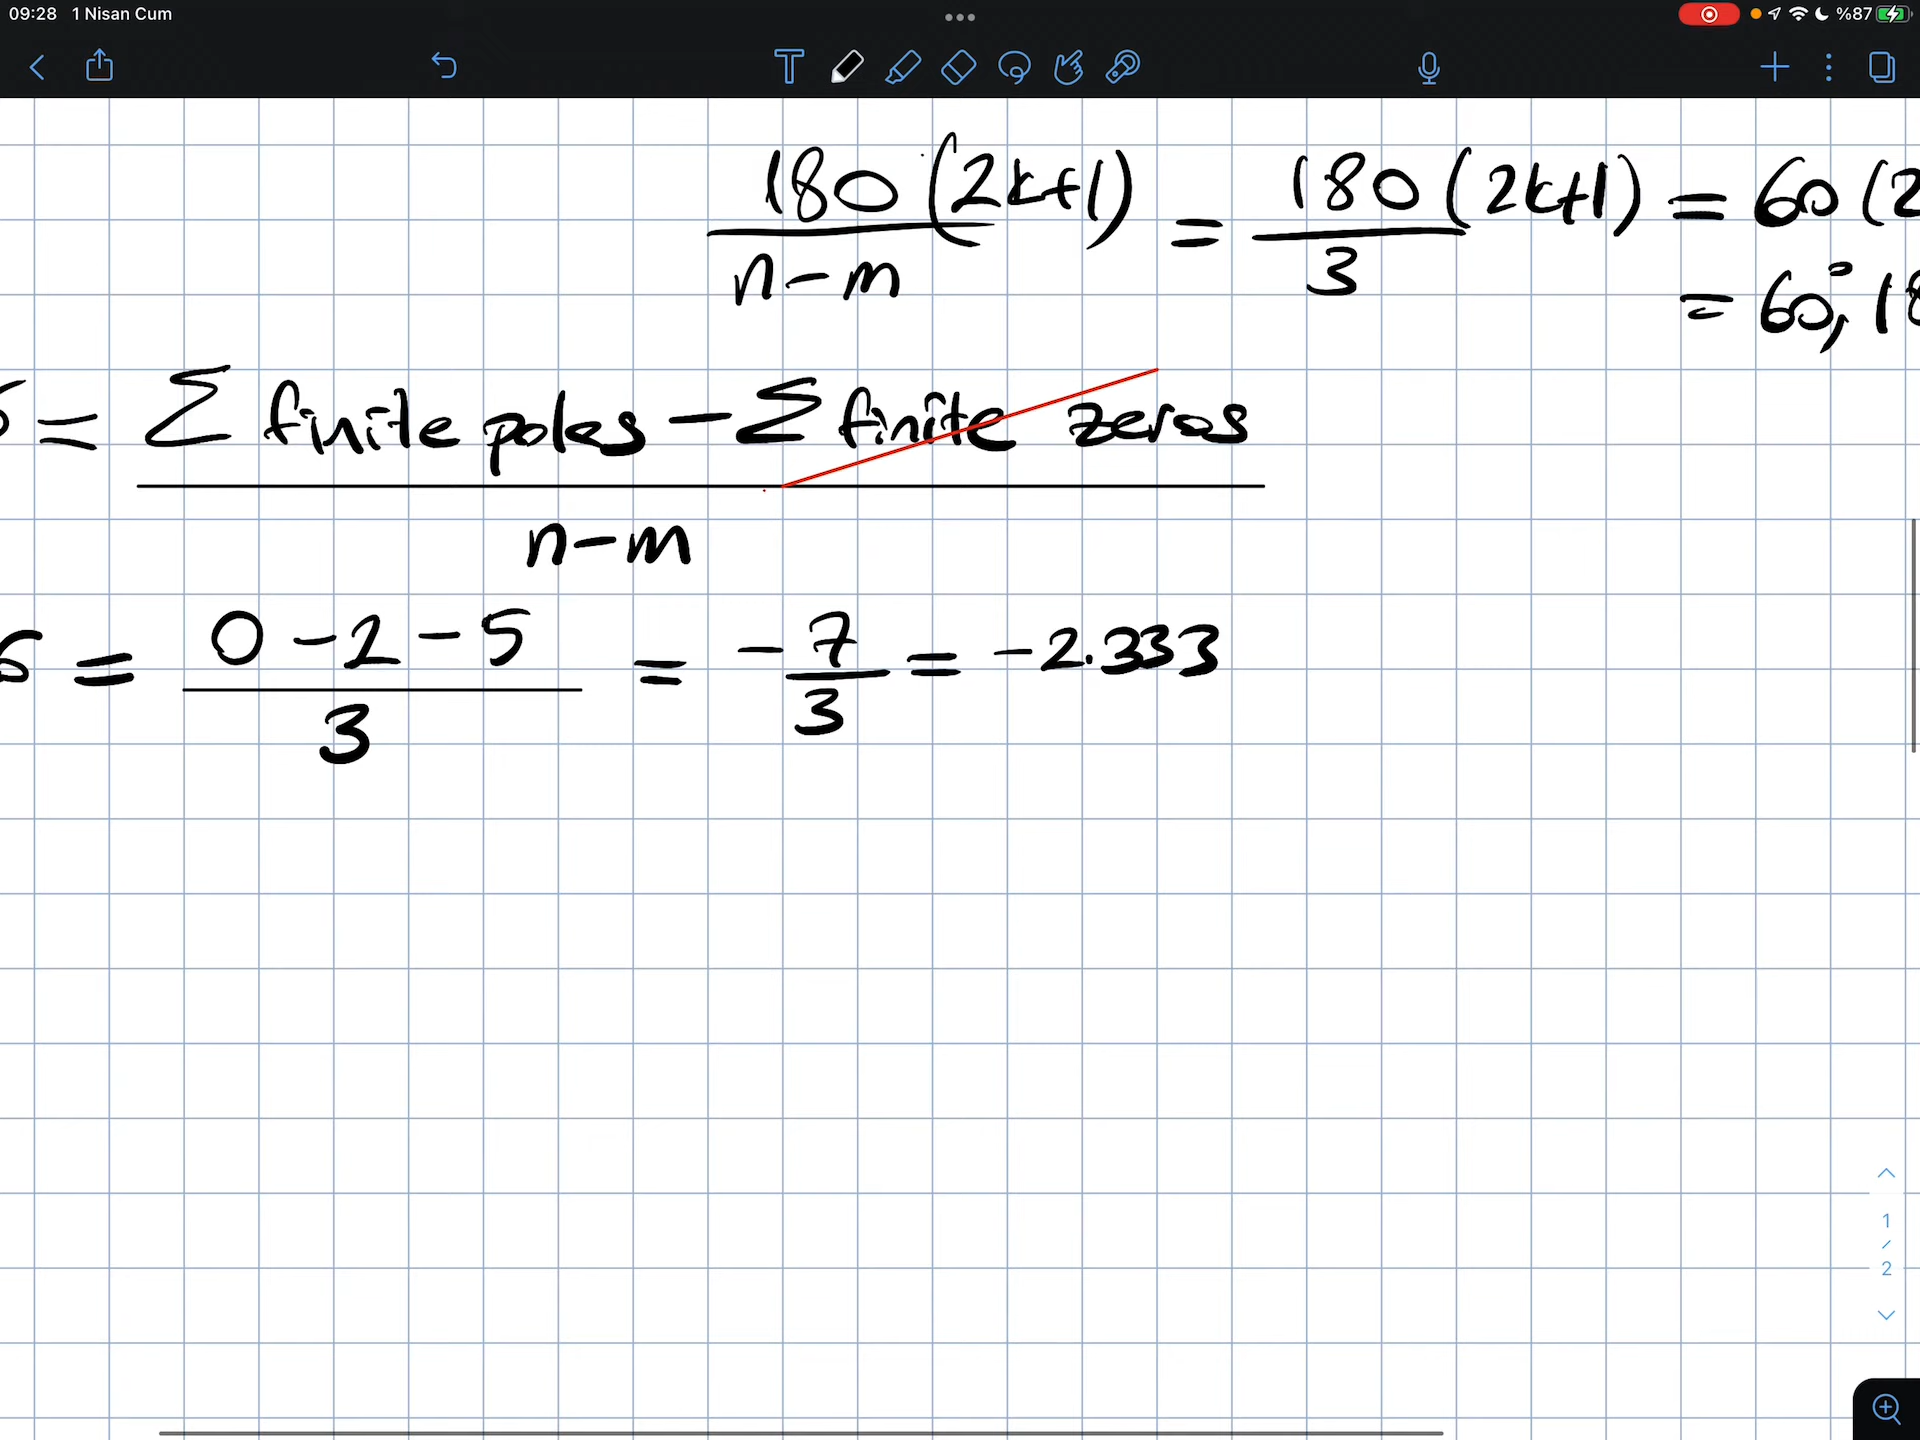 09:28 1 Nisan Cum %87
180 (2k+1) / n-m = 180 (2k+1) / 3 = 60 (2
= 60°, 18
σ = Σ finite poles - Σ finite zeros / n-m
σ = 0 - 2 - 5 / 3 = -7/3 = -2.333
1
/
2